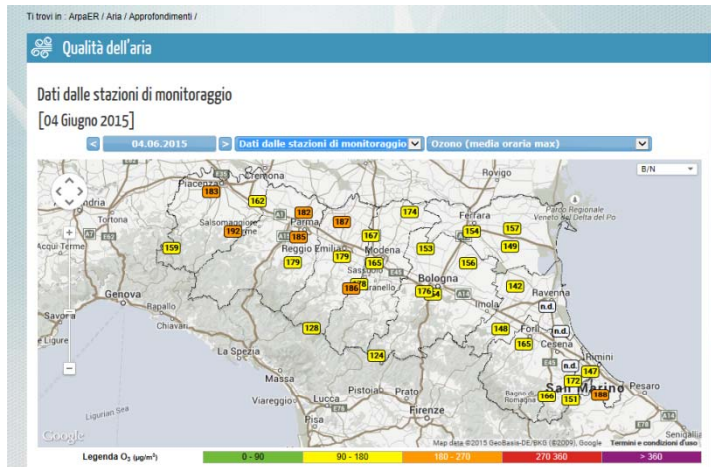 Ti trovi in : ArpaER / Aria / Approfondimenti /
Qualità dell'aria
Dati dalle stazioni di monitoraggio
[04 Giugno 2015]
< 04.06.2015 > Dati dalle stazioni di monitoraggio Ozono (media oraria max)
B/N
Cremona
Rovigo
Piacenza
183
162
Tortona
Salsomaggiore
182
Parma
187
174
Ferrara
Parco Regionale
Veneto del Delta del Po
A7
192
185
167
154
157
Acqui Terme
159
Reggio Emilia
Modena
153
149
179
179
165
156
Sassuolo
Bologna
186
176
142
Ravenna
Genova
Imola
n.d.
Savona
Rapallo
Chiavari
128
148
Forlì
n.d.
165
Cesena
La Spezia
124
n.d.
Rimini
147
Massa
172
San Marino
Pesaro
Viareggio
Lucca
Pistoia
Prato
Bagno di
Romagna
166
151
188
Firenze
Pisa
Ligurian Sea
Senigallia
Google
Map data ©2015 GeoBasis-DE/BKG (©2009), Google Termini e condizioni d'uso
Legenda O₃ (µg/m³) 0 - 90 90 - 180 180 - 270 270 360 > 360